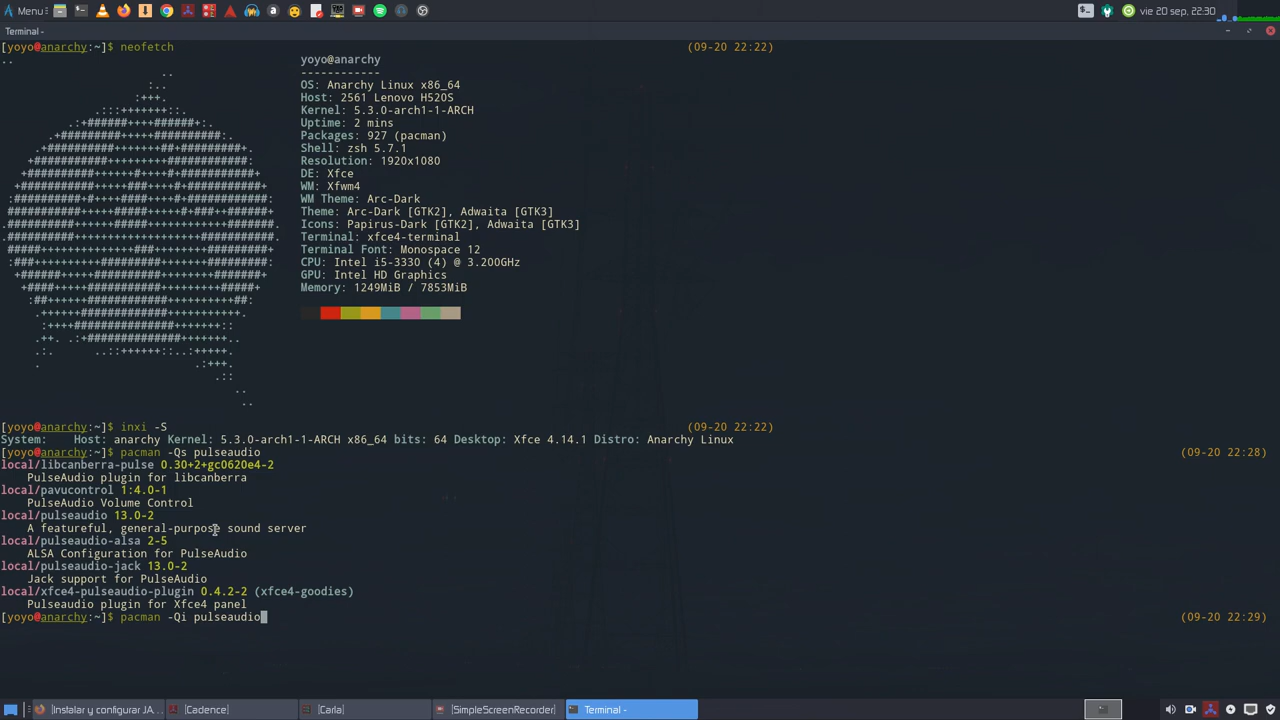 Menu
vie 20 sep, 22:30
Terminal -
[yoyo@anarchy:~]$ neofetch (09-20 22:22)
yoyo@anarchy
------------
OS: Anarchy Linux x86_64
Host: 2561 Lenovo H520S
Kernel: 5.3.0-arch1-1-ARCH
Uptime: 2 mins
Packages: 927 (pacman)
Shell: zsh 5.7.1
Resolution: 1920x1080
DE: Xfce
WM: Xfwm4
WM Theme: Arc-Dark
Theme: Arc-Dark [GTK2], Adwaita [GTK3]
Icons: Papirus-Dark [GTK2], Adwaita [GTK3]
Terminal: xfce4-terminal
Terminal Font: Monospace 12
CPU: Intel i5-3330 (4) @ 3.200GHz
GPU: Intel HD Graphics
Memory: 1249MiB / 7853MiB
[yoyo@anarchy:~]$ inxi -S (09-20 22:22)
System: Host: anarchy Kernel: 5.3.0-arch1-1-ARCH x86_64 bits: 64 Desktop: Xfce 4.14.1 Distro: Anarchy Linux
[yoyo@anarchy:~]$ pacman -Qs pulseaudio (09-20 22:28)
local/libcanberra-pulse 0.30+2+gc0620e4-2
PulseAudio plugin for libcanberra
local/pavucontrol 1:4.0-1
PulseAudio Volume Control
local/pulseaudio 13.0-2
A featureful, general-purpose sound server
local/pulseaudio-alsa 2-5
ALSA Configuration for PulseAudio
local/pulseaudio-jack 13.0-2
Jack support for PulseAudio
local/xfce4-pulseaudio-plugin 0.4.2-2 (xfce4-goodies)
Pulseaudio plugin for Xfce4 panel
[yoyo@anarchy:~]$ pacman -Qi pulseaudio (09-20 22:29)
[Instalar y configurar JA... [Cadence] [Carla] [SimpleScreenRecorder] Terminal -